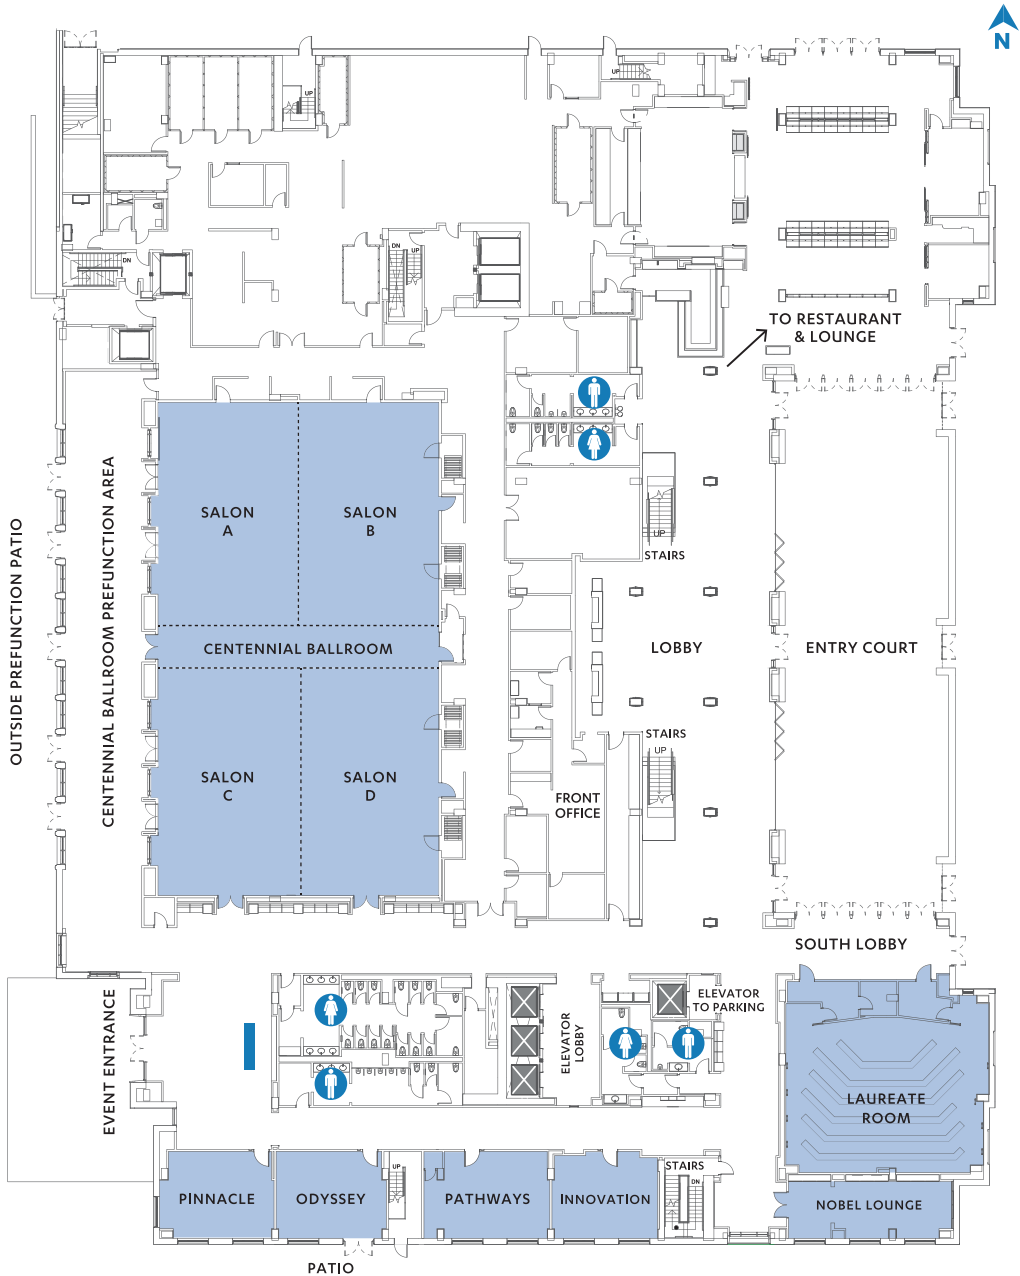 N
UP
UP
DN
UP
DN
TO RESTAURANT
& LOUNGE
SALON
A
SALON
B
UP
STAIRS
OUTSIDE PREFUNCTION PATIO
CENTENNIAL BALLROOM PREFUNCTION AREA
CENTENNIAL BALLROOM
LOBBY
ENTRY COURT
STAIRS
UP
SALON
C
SALON
D
FRONT
OFFICE
SOUTH LOBBY
EVENT ENTRANCE
ELEVATOR
LOBBY
ELEVATOR
TO PARKING
LAUREATE
ROOM
UP
STAIRS
DN
PINNACLE
ODYSSEY
PATHWAYS
INNOVATION
NOBEL LOUNGE
PATIO